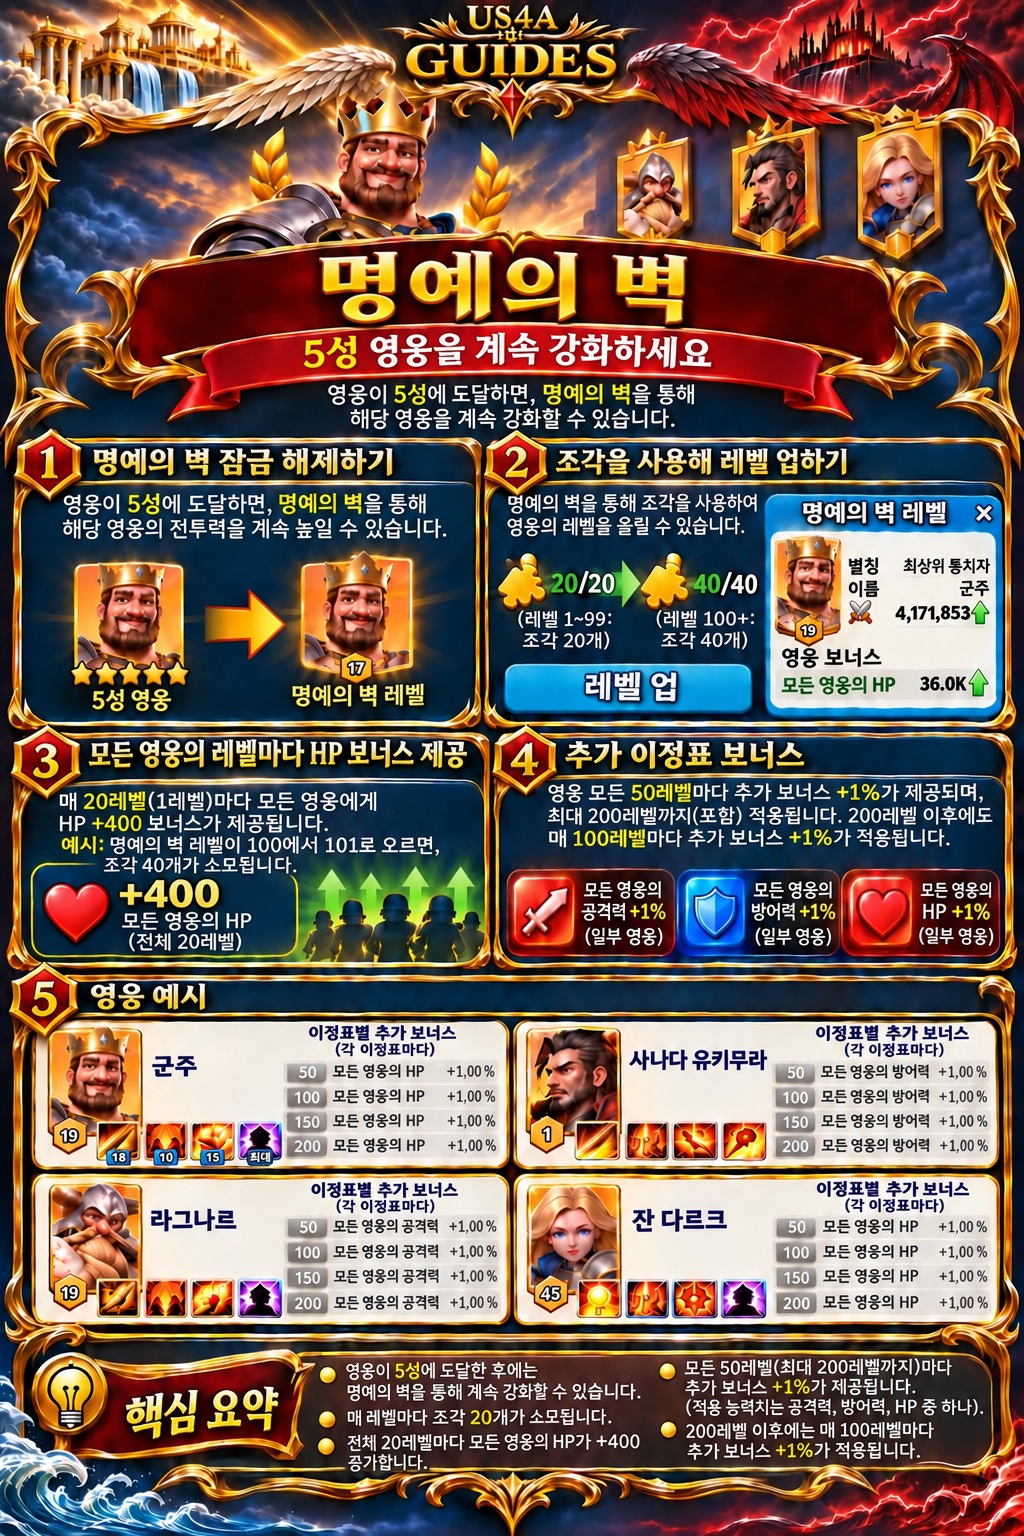 US4A
GUIDES
명예의 벽
5성 영웅을 계속 강화하세요
영웅이 5성에 도달하면, 명예의 벽을 통해
해당 영웅을 계속 강화할 수 있습니다.
1 명예의 벽 잠금 해제하기
영웅이 5성에 도달하면, 명예의 벽을 통해
해당 영웅의 전투력을 계속 높일 수 있습니다.
17
5성 영웅
명예의 벽 레벨
2 조각을 사용해 레벨 업하기
명예의 벽을 통해 조각을 사용하여
영웅의 레벨을 올릴 수 있습니다.
20/20
40/40
(레벨 1~99:
조각 20개)
(레벨 100+:
조각 40개)
레벨 업
명예의 벽 레벨 ×
별칭 최상위 통치자
이름 군주
4,171,853
19
영웅 보너스
모든 영웅의 HP 36.0K
3 모든 영웅의 레벨마다 HP 보너스 제공
매 20레벨(1레벨)마다 모든 영웅에게
HP +400 보너스가 제공됩니다.
예시: 명예의 벽 레벨이 100에서 101로 오르면,
조각 40개가 소모됩니다.
+400
모든 영웅의 HP
(전체 20레벨)
4 추가 이정표 보너스
영웅 모든 50레벨마다 추가 보너스 +1%가 제공되며,
최대 200레벨까지(포함) 적용됩니다. 200레벨 이후에도
매 100레벨마다 추가 보너스 +1%가 적용됩니다.
모든 영웅의
공격력 +1%
(일부 영웅)
모든 영웅의
방어력 +1%
(일부 영웅)
모든 영웅의
HP +1%
(일부 영웅)
5 영웅 예시
군주
19
18 10 15 최대
이정표별 추가 보너스
(각 이정표마다)
50 모든 영웅의 HP +1,00 %
100 모든 영웅의 HP +1,00 %
150 모든 영웅의 HP +1,00 %
200 모든 영웅의 HP +1,00 %
사나다 유키무라
1
이정표별 추가 보너스
(각 이정표마다)
50 모든 영웅의 방어력 +1,00 %
100 모든 영웅의 방어력 +1,00 %
150 모든 영웅의 방어력 +1,00 %
200 모든 영웅의 방어력 +1,00 %
라그나르
19
이정표별 추가 보너스
(각 이정표마다)
50 모든 영웅의 공격력 +1,00 %
100 모든 영웅의 공격력 +1,00 %
150 모든 영웅의 공격력 +1,00 %
200 모든 영웅의 공격력 +1,00 %
잔 다르크
45
이정표별 추가 보너스
(각 이정표마다)
50 모든 영웅의 HP +1,00 %
100 모든 영웅의 HP +1,00 %
150 모든 영웅의 HP +1,00 %
200 모든 영웅의 HP +1,00 %
핵심 요약
영웅이 5성에 도달한 후에는
명예의 벽을 통해 계속 강화할 수 있습니다.
매 레벨마다 조각 20개가 소모됩니다.
전체 20레벨마다 모든 영웅의 HP가 +400
증가합니다.
모든 50레벨(최대 200레벨까지)마다
추가 보너스 +1%가 제공됩니다.
(적용 능력치는 공격력, 방어력, HP 중 하나).
200레벨 이후에는 매 100레벨마다
추가 보너스 +1%가 적용됩니다.